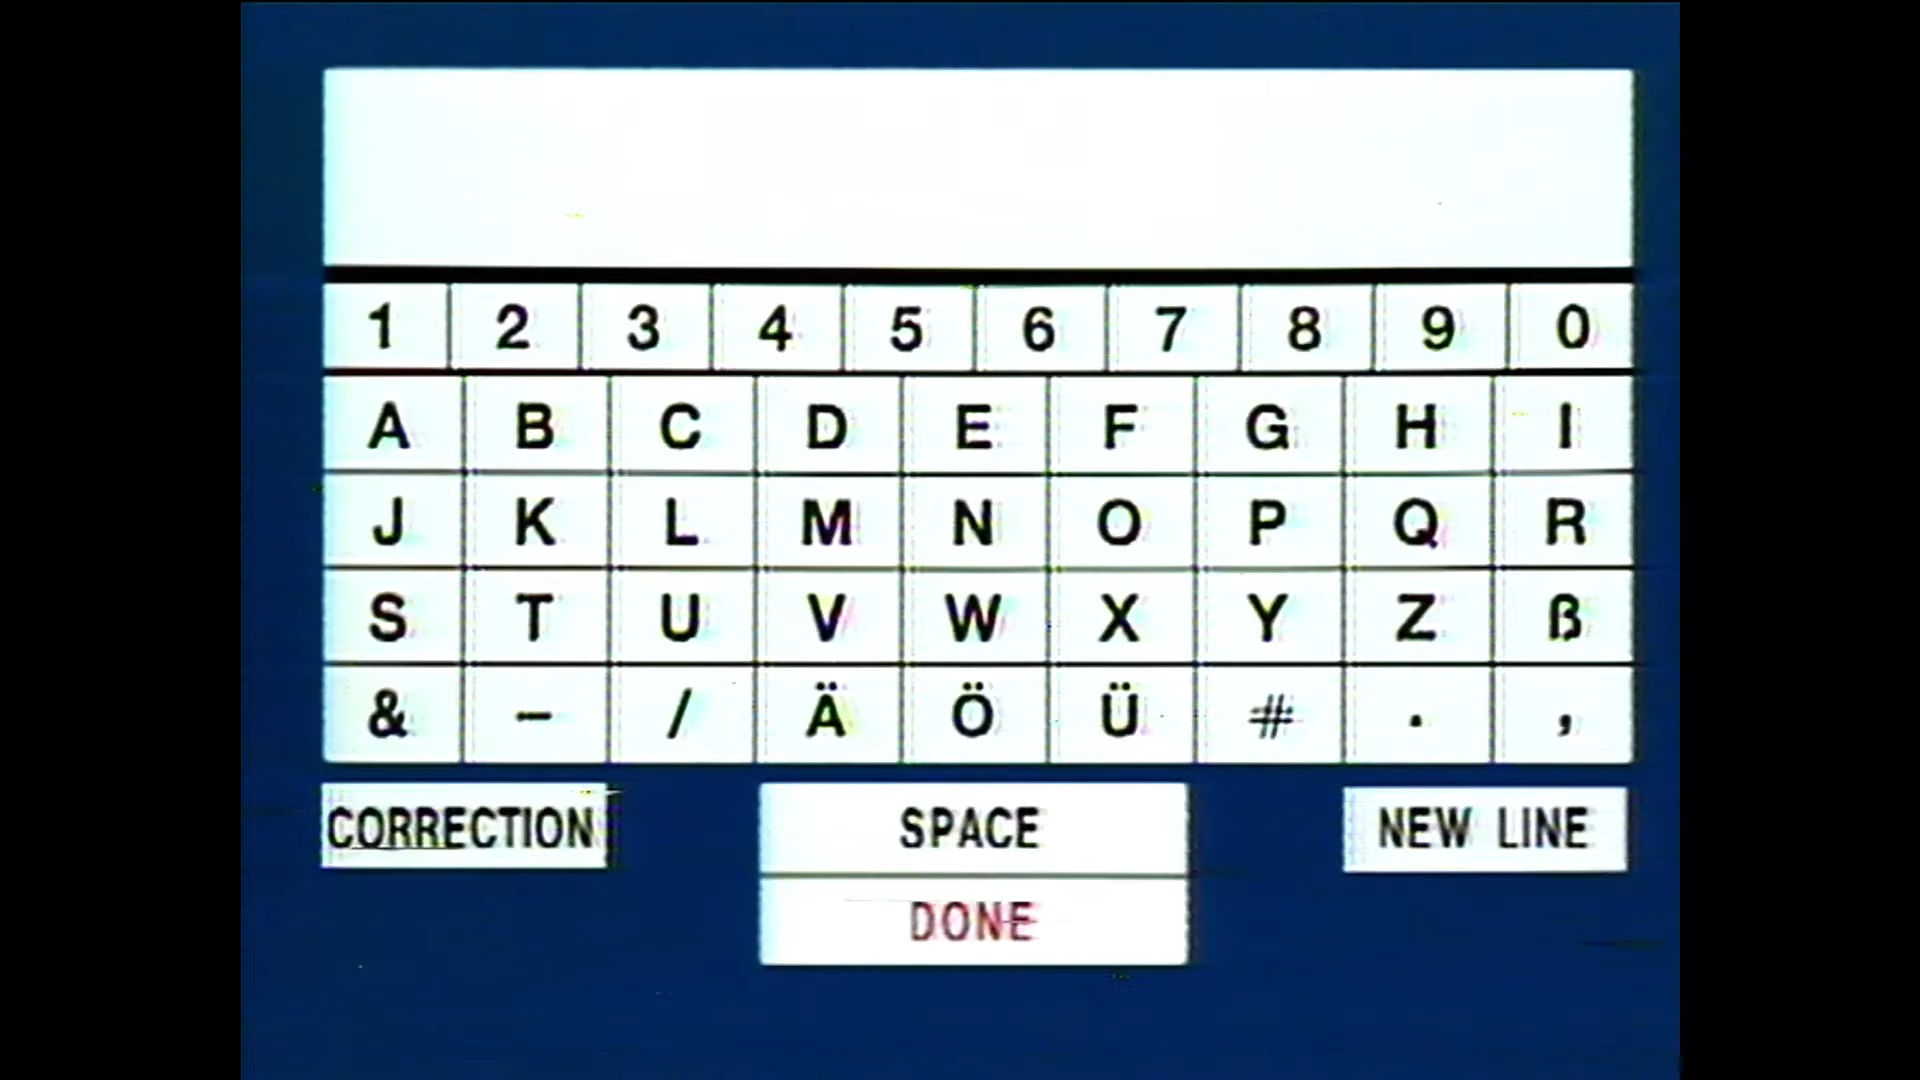 1 2 3 4 5 6 7 8 9 0
A B C D E F G H I
J K L M N O P Q R
S T U V W X Y Z ß
& – / Ä Ö Ü # . ,
CORRECTION SPACE NEW LINE
DONE